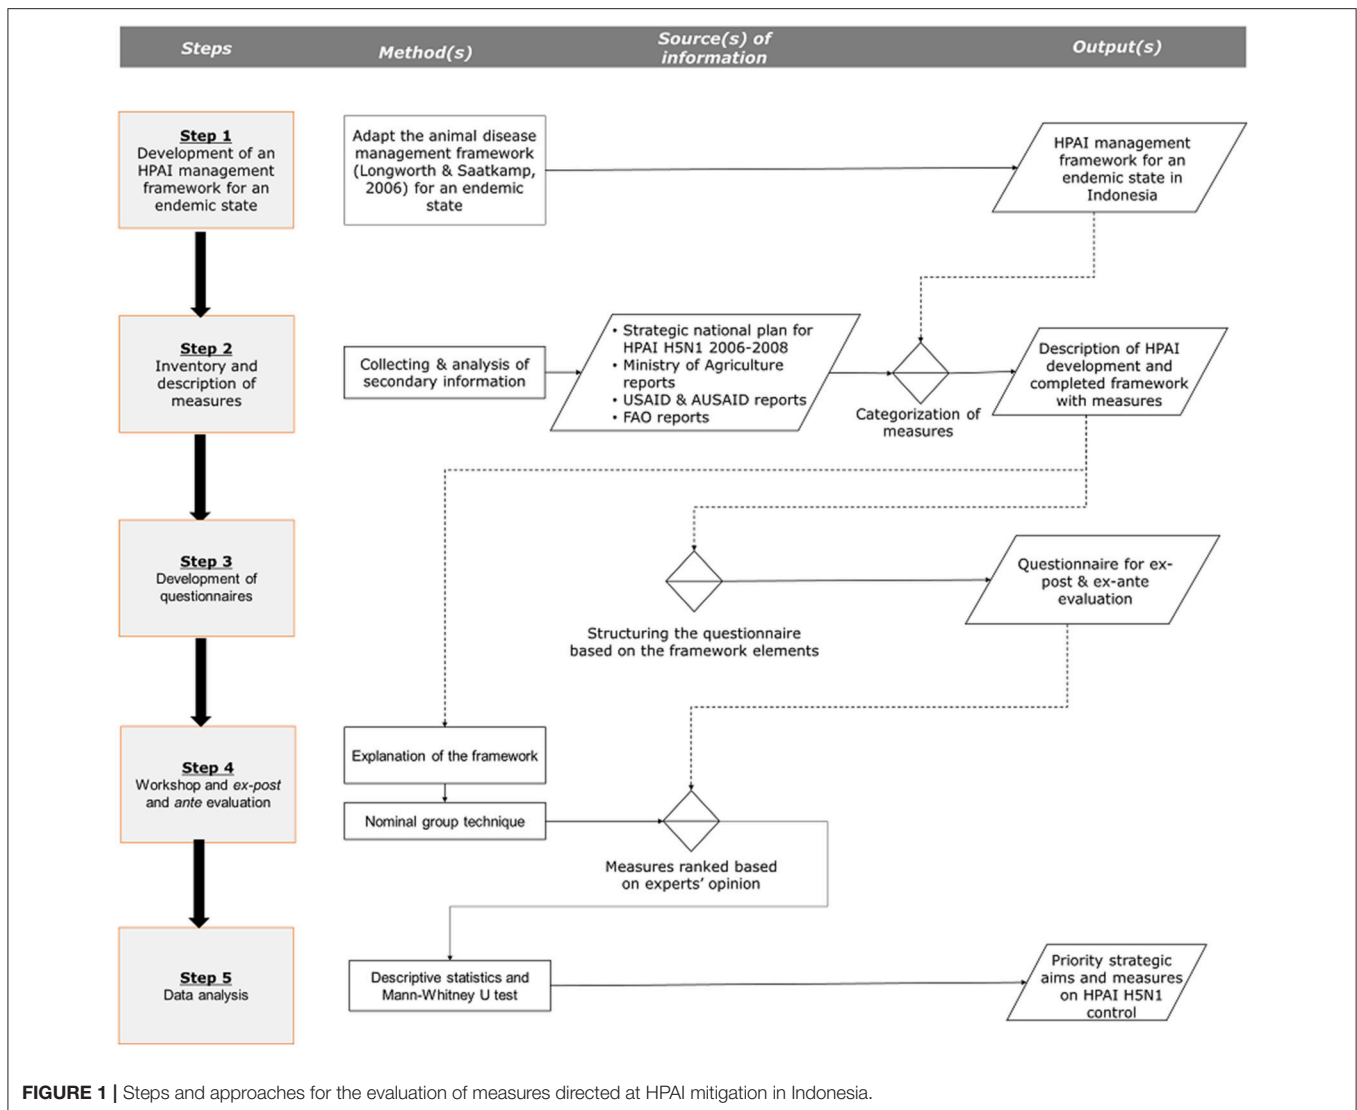 Steps
Method(s)
Source(s) of
information
Output(s)
Step 1
Development of an
HPAI management
framework for an
endemic state
Adapt the animal disease
management framework
(Longworth & Saatkamp,
2006) for an endemic
state
HPAI management
framework for an
endemic state in
Indonesia
Step 2
Inventory and
description of
measures
Collecting & analysis of
secondary information
• Strategic national plan for
HPAI H5N1 2006-2008
• Ministry of Agriculture
reports
• USAID & AUSAID reports
• FAO reports
Categorization of
measures
Description of HPAI
development and
completed framework
with measures
Step 3
Development of
questionnaires
Structuring the questionnaire
based on the framework elements
Questionnaire for ex-
post & ex-ante
evaluation
Step 4
Workshop and ex-post
and ante evaluation
Explanation of the framework
Nominal group technique
Measures ranked based
on experts’ opinion
Step 5
Data analysis
Descriptive statistics and
Mann-Whitney U test
Priority strategic
aims and measures
on HPAI H5N1
control
FIGURE 1 | Steps and approaches for the evaluation of measures directed at HPAI mitigation in Indonesia.